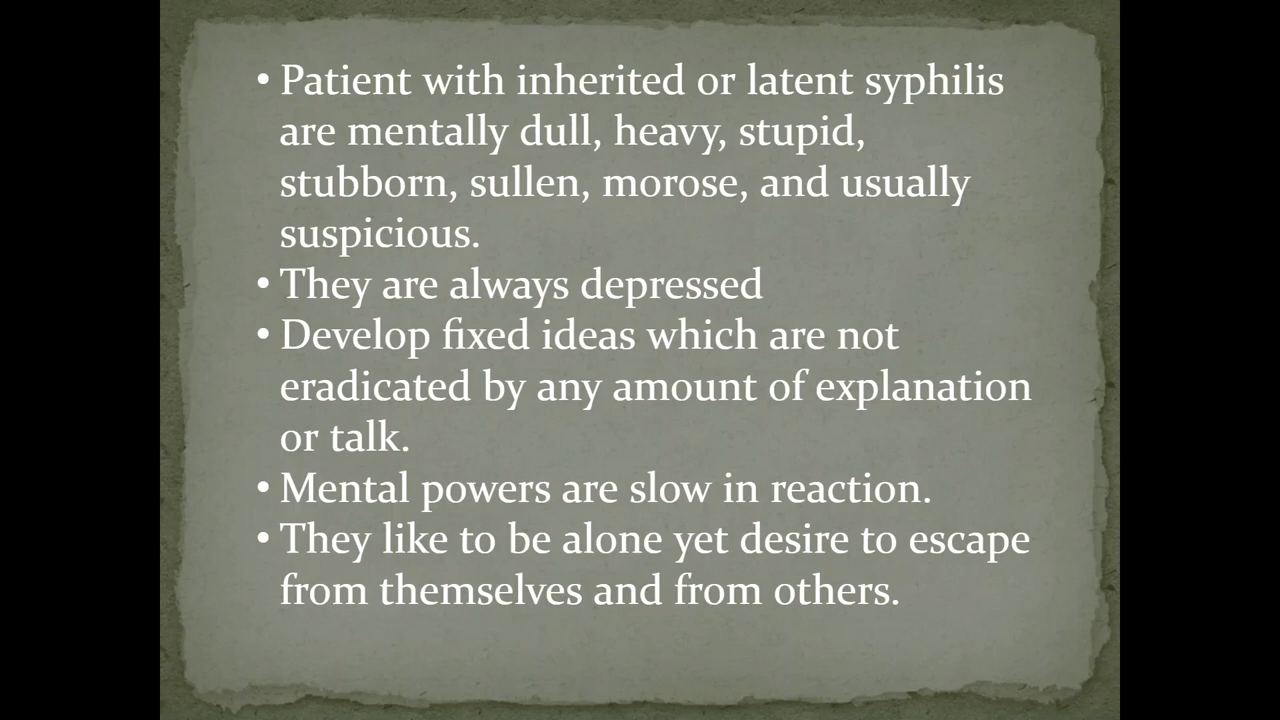 • Patient with inherited or latent syphilis
are mentally dull, heavy, stupid,
stubborn, sullen, morose, and usually
suspicious.
• They are always depressed
• Develop fixed ideas which are not
eradicated by any amount of explanation
or talk.
• Mental powers are slow in reaction.
• They like to be alone yet desire to escape
from themselves and from others.